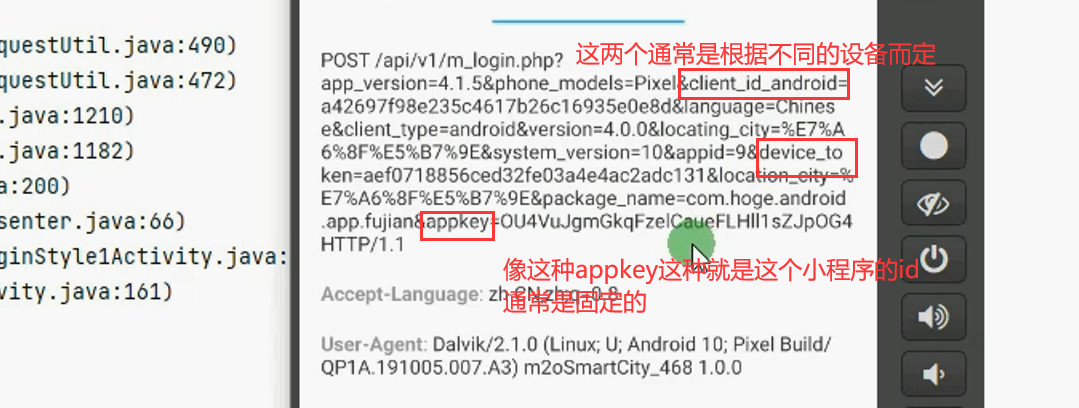 questUtil.java:490)
questUtil.java:472)
.java:1210)
.java:1182)
a:200)
senter.java:66)
ginStyle1Activity.java:
vity.java:161)
POST /api/v1/m_login.php?
这两个通常是根据不同的设备而定
app_version=4.1.5&phone_models=Pixel&client_id_android=
a42697f98e235c4617b26c16935e0e8d&language=Chines
e&client_type=android&version=4.0.0&locating_city=%E7%A
6%8F%E5%B7%9E&system_version=10&appid=9&device_to
ken=aef0718856ced32fe03a4e4ac2adc131&location_city=%
E7%A6%8F%E5%B7%9E&package_name=com.hoge.android
.app.fujian&appkey=OU4VuJgmGkqFzelCaueFLHll1sZJpOG4
HTTP/1.1
像这种appkey这种就是这个小程序的id
通常是固定的
Accept-Language: zh-CN,zh;q=0.8
User-Agent: Dalvik/2.1.0 (Linux; U; Android 10; Pixel Build/
QP1A.191005.007.A3) m2oSmartCity_468 1.0.0